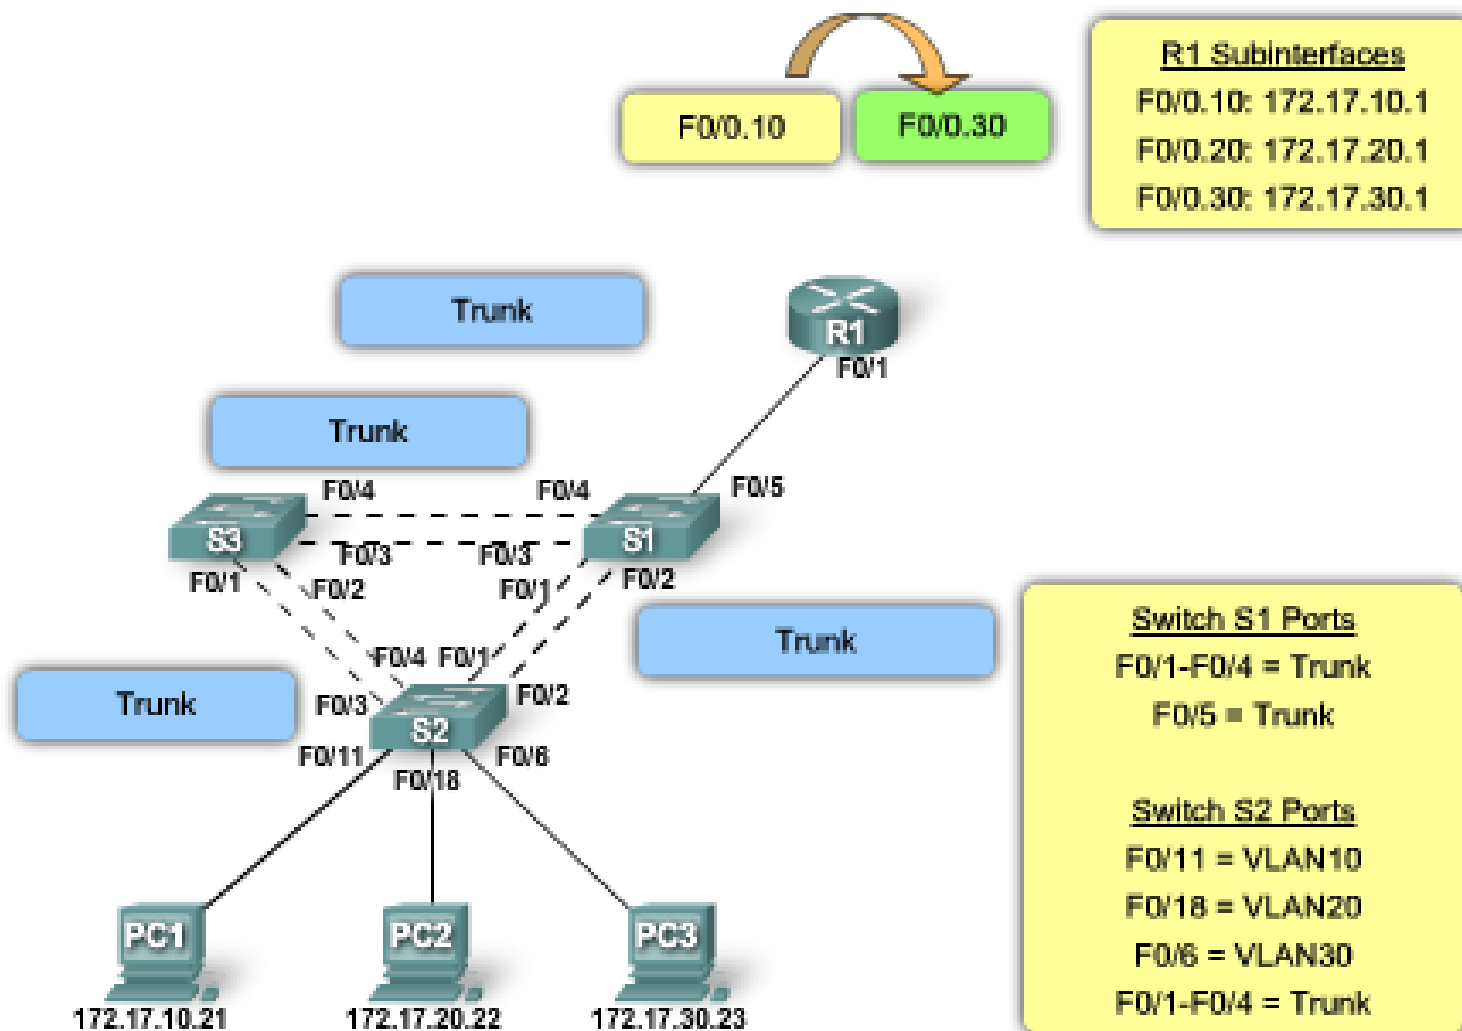 R1 Subinterfaces
F0/0.10: 172.17.10.1
F0/0.20: 172.17.20.1
F0/0.30: 172.17.30.1
F0/0.10
F0/0.30
Trunk
R1
F0/1
Trunk
F0/4
F0/4
F0/5
S3
S1
F0/3
F0/3
F0/1
F0/2
F0/1
F0/2
Trunk
F0/4
F0/1
Trunk
F0/3
F0/2
S2
F0/11
F0/18
F0/6
PC1
PC2
PC3
172.17.10.21
172.17.20.22
172.17.30.23
Switch S1 Ports
F0/1-F0/4 = Trunk
F0/5 = Trunk
Switch S2 Ports
F0/11 = VLAN10
F0/18 = VLAN20
F0/6 = VLAN30
F0/1-F0/4 = Trunk